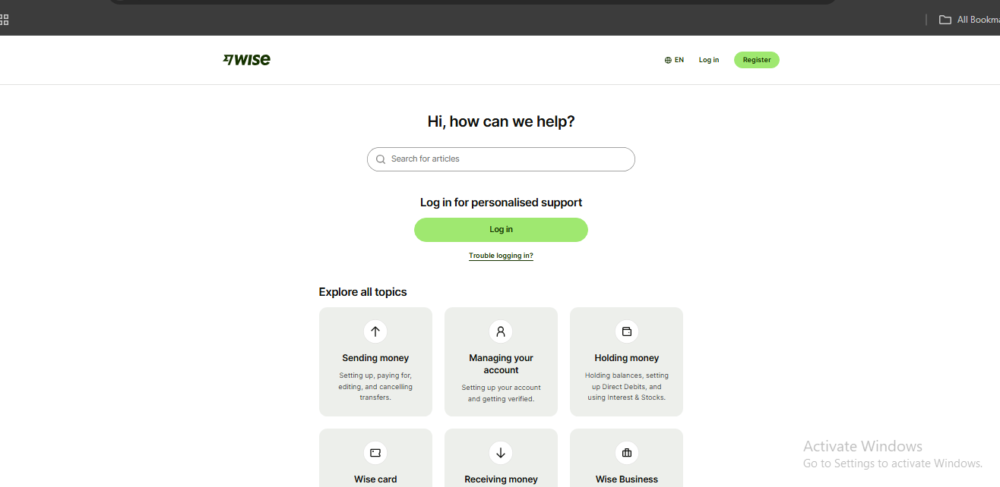 All Bookma
WISE
EN
Log in
Register
Hi, how can we help?
Search for articles
Log in for personalised support
Log in
Trouble logging in?
Explore all topics
Sending money
Setting up, paying for,
editing, and cancelling
transfers.
Managing your
account
Setting up your account
and getting verified.
Holding money
Holding balances, setting
up Direct Debits, and
using Interest & Stocks.
Wise card
Receiving money
Wise Business
Activate Windows
Go to Settings to activate Windows.